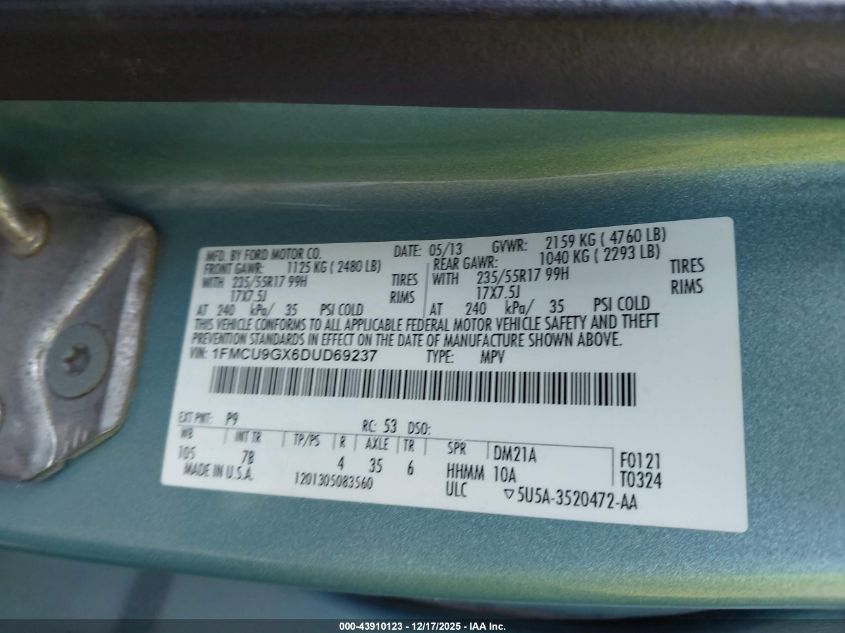 MFD. BY FORD MOTOR CO. DATE: 05/13 GVWR: 2159 KG ( 4760 LB)
FRONT GAWR: 1125 KG ( 2480 LB) REAR GAWR: 1040 KG ( 2293 LB)
WITH 235/55R17 99H TIRES WITH 235/55R17 99H TIRES
17X7.5J RIMS 17X7.5J RIMS
AT 240 kPa/ 35 PSI COLD AT 240 kPa/ 35 PSI COLD
THIS VEHICLE CONFORMS TO ALL APPLICABLE FEDERAL MOTOR VEHICLE SAFETY AND THEFT
PREVENTION STANDARDS IN EFFECT ON THE DATE OF MANUFACTURE SHOWN ABOVE.
VIN: 1FMCU9GX6DUD69237 TYPE: MPV
EXT PNT: P9 RC: 53 DSO:
WB INT TR TP/PS R AXLE TR SPR DM21A F0121
105 78 4 35 6 HHMM 10A T0324
MADE IN U.S.A. 1201305083560 ULC ▽5U5A-3520472-AA
000-43910123 - 12/17/2025 - IAA Inc.